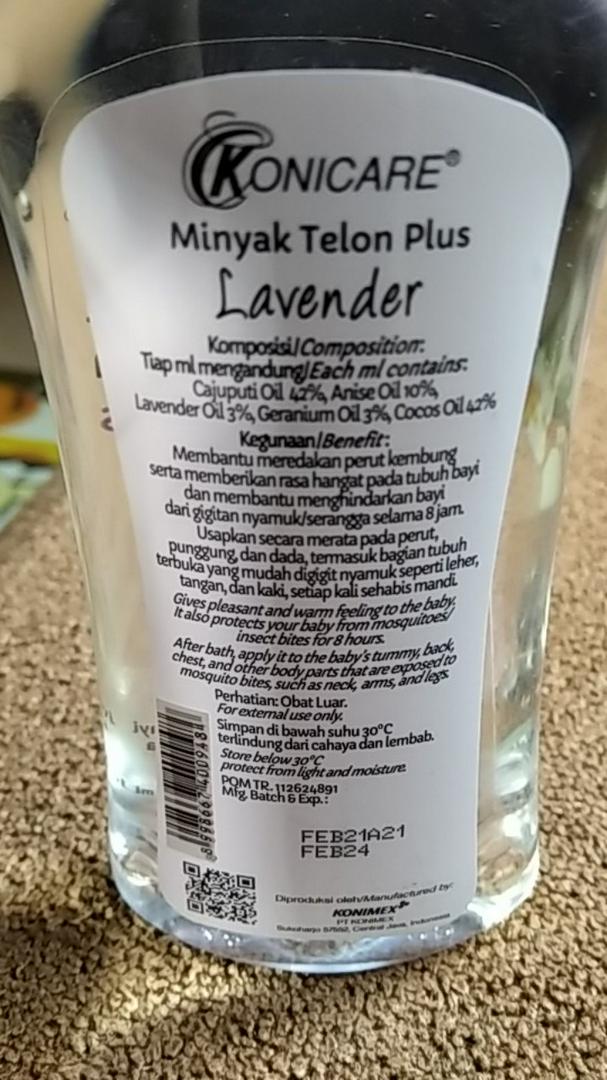 KONICARE®
Minyak Telon Plus
Lavender
Komposisi/Composition:
Tiap ml mengandung/Each ml contains:
Cajuputi Oil 42%, Anise Oil 10%,
Lavender Oil 3%, Geranium Oil 3%, Cocos Oil 42%
Kegunaan/Benefit:
Membantu meredakan perut kembung
serta memberikan rasa hangat pada tubuh bayi
dan membantu menghindarkan bayi
dari gigitan nyamuk/serangga selama 8 jam.
Usapkan secara merata pada perut,
punggung, dan dada, termasuk bagian tubuh
terbuka yang mudah digigit nyamuk seperti leher,
tangan, dan kaki, setiap kali sehabis mandi.
Gives pleasant and warm feeling to the baby.
It also protects your baby from mosquitoes/
insect bites for 8 hours.
After bath, apply it to the baby's tummy, back,
chest, and other body parts that are exposed to
mosquito bites, such as neck, arms, and legs.
Perhatian: Obat Luar.
For external use only.
Simpan di bawah suhu 30°C
terlindung dari cahaya dan lembab.
Store below 30°C
protect from light and moisture.
POM TR. 112624891
Mfg. Batch & Exp.:
FEB21A21
FEB24
8 998667 400948
Diproduksi oleh/Manufactured by:
KONIMEX
PT KONIMEX
Sukoharjo 57552, Central Java, Indonesia